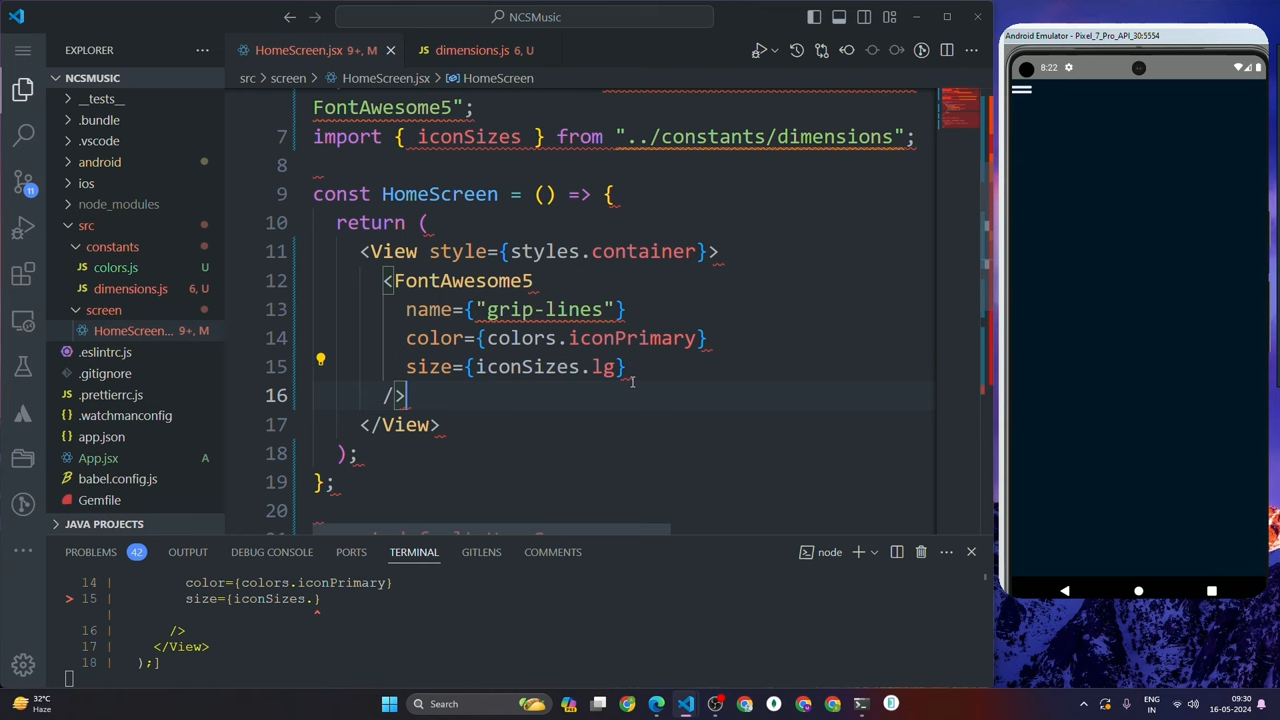 NCSMusic
Android Emulator - Pixel_7_Pro_API_30:5554
EXPLORER
HomeScreen.jsx 9+, M
dimensions.js 6, U
8:22
NCSMUSIC
src > screen > HomeScreen.jsx > HomeScreen
__tests__
.bundle
.vscode
android
ios
node_modules
src
constants
colors.js U
dimensions.js 6, U
screen
HomeScreen... 9+, M
.eslintrc.js
.gitignore
.prettierrc.js
.watchmanconfig
app.json
App.jsx A
babel.config.js
Gemfile
JAVA PROJECTS
11
FontAwesome5";
7 import { iconSizes } from "../constants/dimensions";
8
9 const HomeScreen = () => {
10 return (
11 <View style={styles.container}>
12 <FontAwesome5
13 name={"grip-lines"}
14 color={colors.iconPrimary}
15 size={iconSizes.lg}
16 />
17 </View>
18 );
19 };
20
PROBLEMS 42 OUTPUT DEBUG CONSOLE PORTS TERMINAL GITLENS COMMENTS
node
14 | color={colors.iconPrimary}
> 15 | size={iconSizes.}
| ^
16 | />
17 | </View>
18 | );]
32°C
Haze
Search
ENG
IN
09:30
16-05-2024